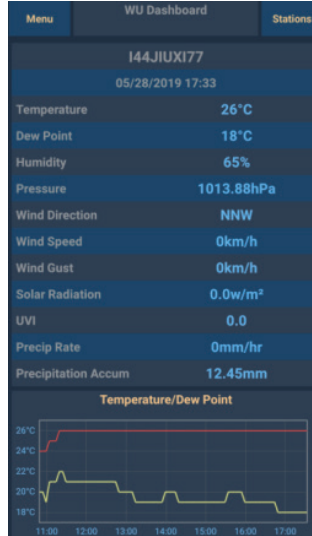 Menu
WU Dashboard
Stations
I44JIUXI77
05/28/2019 17:33
Temperature 26°C
Dew Point 18°C
Humidity 65%
Pressure 1013.88hPa
Wind Direction NNW
Wind Speed 0km/h
Wind Gust 0km/h
Solar Radiation 0.0w/m²
UVI 0.0
Precip Rate 0mm/hr
Precipitation Accum 12.45mm
Temperature/Dew Point
26°C
24°C
22°C
20°C
18°C
11:00 12:00 13:00 14:00 15:00 16:00 17:00